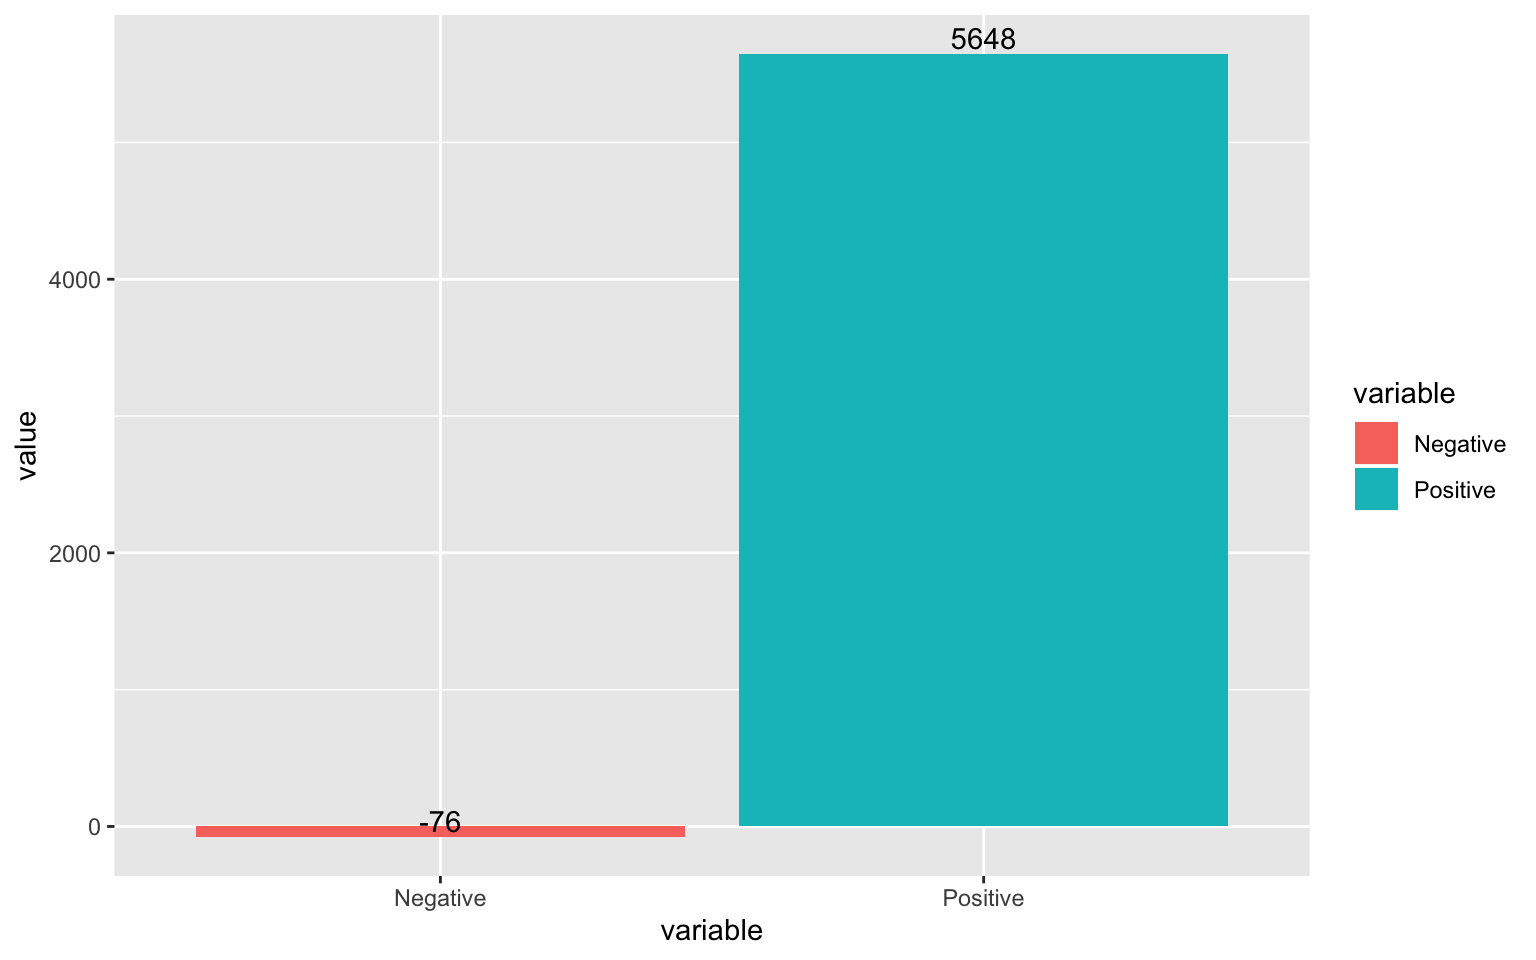 5648
4000
2000
0
-76
value
Negative
Positive
variable
variable
Negative
Positive